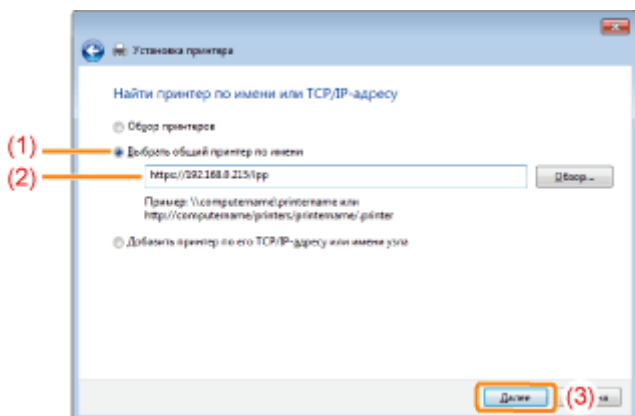 Установка принтера
Найти принтер по имени или TCP/IP-адресу
Обзор принтеров
(1)
Выбрать общий принтер по имени
(2)
https://192.168.0.215/ipp
Обзор...
Пример: \\computername\printername или
http://computername/printers/printername/.printer
Добавить принтер по его TCP/IP-адресу или имени узла
Далее
(3)